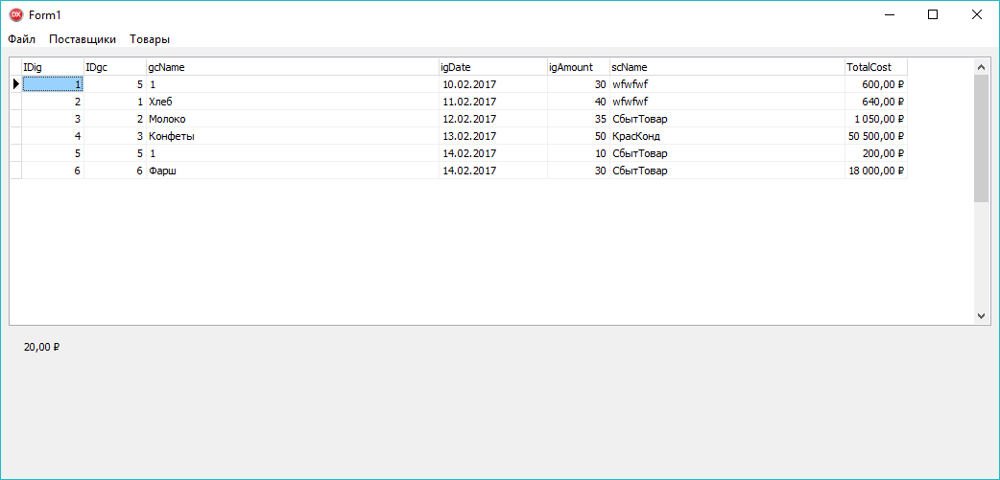 DX Form1
Файл Поставщики Товары
IDig IDgc gcName igDate igAmount scName TotalCost
1 5 1 10.02.2017 30 wfwfwf 600,00 ₽
2 1 Хлеб 11.02.2017 40 wfwfwf 640,00 ₽
3 2 Молоко 12.02.2017 35 СбытТовар 1 050,00 ₽
4 3 Конфеты 13.02.2017 50 КрасКонд 50 500,00 ₽
5 5 1 14.02.2017 10 СбытТовар 200,00 ₽
6 6 Фарш 14.02.2017 30 СбытТовар 18 000,00 ₽
20,00 ₽